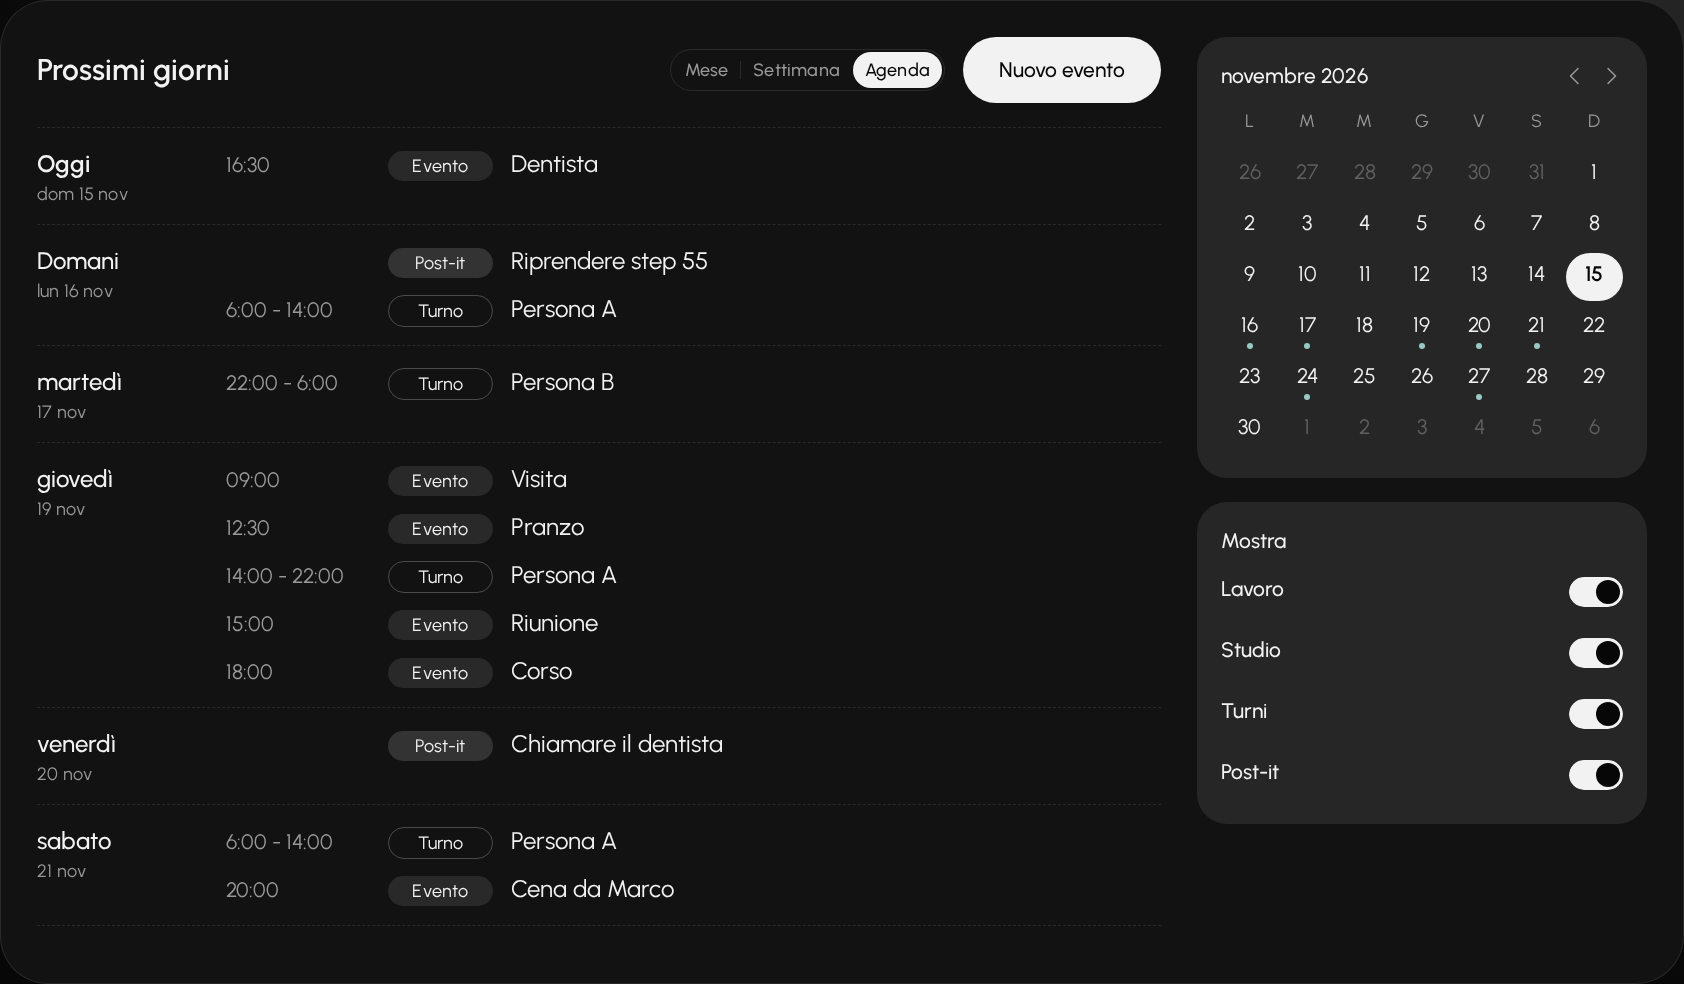 Prossimi giorni
Mese Settimana Agenda
Nuovo evento
Oggi 16:30 Evento Dentista
dom 15 nov
Domani Post-it Riprendere step 55
lun 16 nov
6:00 - 14:00 Turno Persona A
martedì 22:00 - 6:00 Turno Persona B
17 nov
giovedì 09:00 Evento Visita
19 nov
12:30 Evento Pranzo
14:00 - 22:00 Turno Persona A
15:00 Evento Riunione
18:00 Evento Corso
venerdì Post-it Chiamare il dentista
20 nov
sabato 6:00 - 14:00 Turno Persona A
21 nov
20:00 Evento Cena da Marco
novembre 2026
L M M G V S D
26 27 28 29 30 31 1
2 3 4 5 6 7 8
9 10 11 12 13 14 15
16 17 18 19 20 21 22
23 24 25 26 27 28 29
30 1 2 3 4 5 6
Mostra
Lavoro
Studio
Turni
Post-it